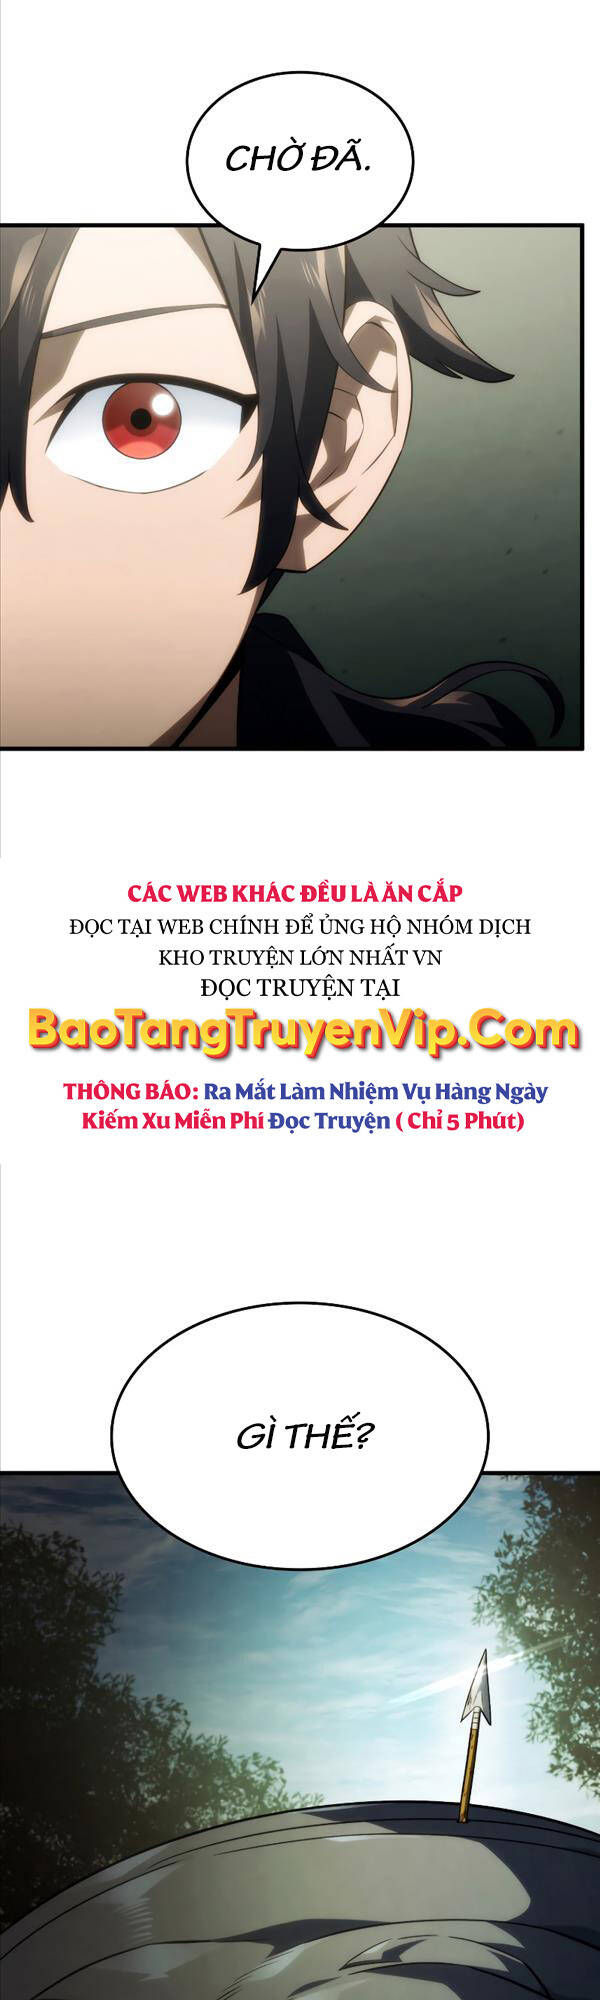 CHỜ ĐÃ.
CÁC WEB KHÁC ĐỀU LÀ ĂN CẮP
ĐỌC TẠI WEB CHÍNH ĐỂ ỦNG HỘ NHÓM DỊCH
KHO TRUYỆN LỚN NHẤT VN
ĐỌC TRUYỆN TẠI
BaoTangTruyenVip.Com
THÔNG BÁO: Ra Mắt Làm Nhiệm Vụ Hàng Ngày
Kiếm Xu Miễn Phí Đọc Truyện ( Chỉ 5 Phút)
GÌ THẾ?